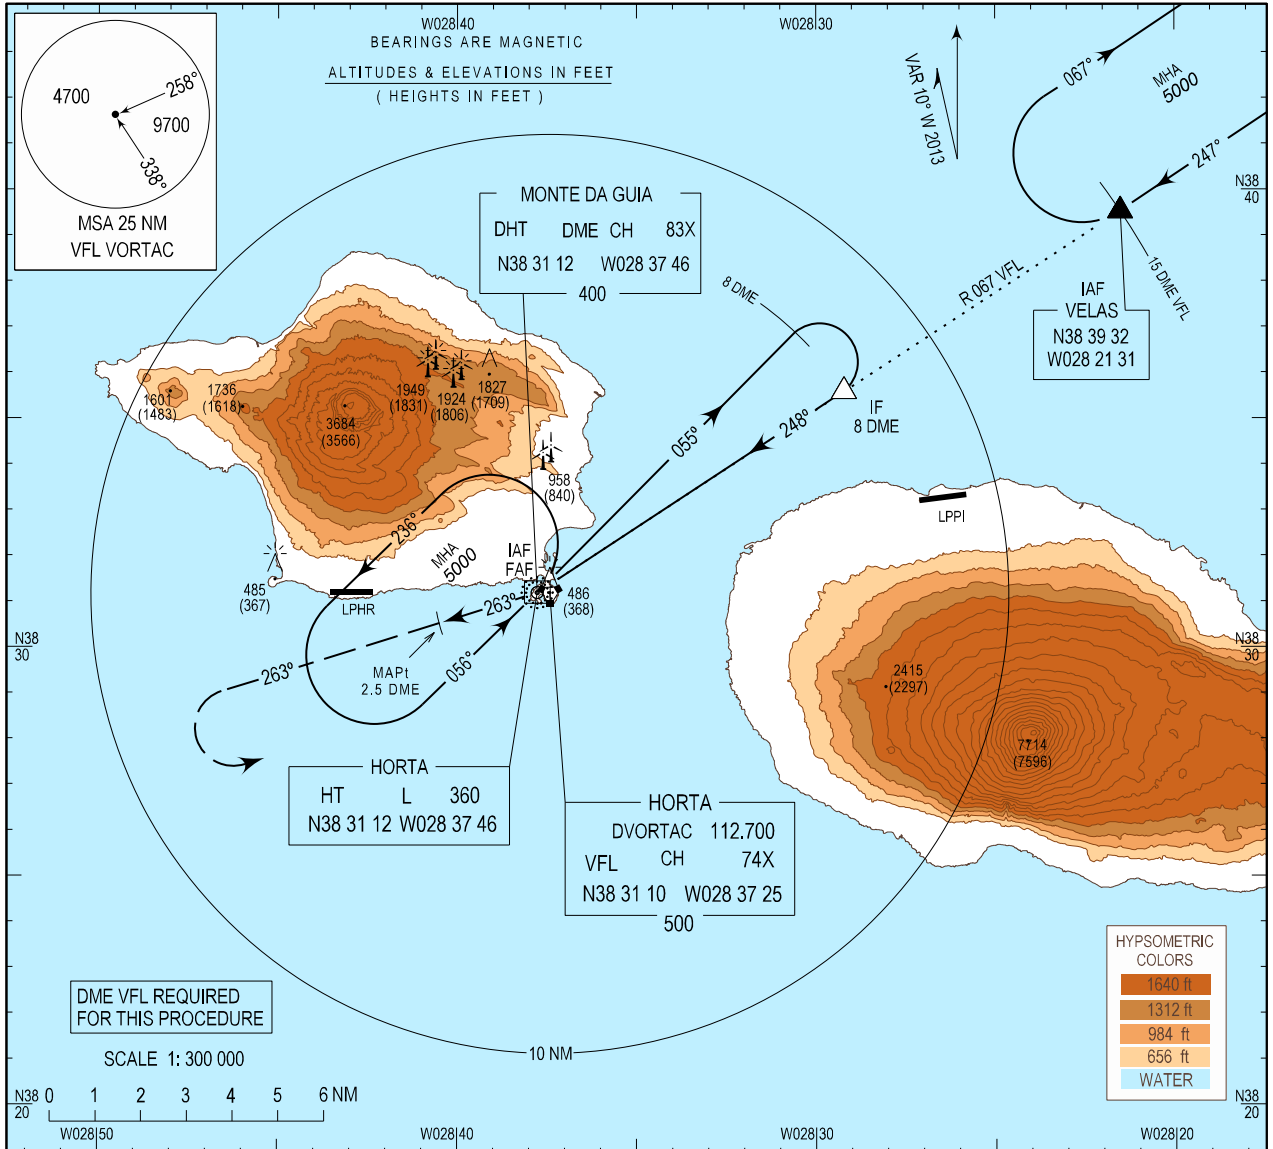 W028 40
W028 30
BEARINGS ARE MAGNETIC
ALTITUDES & ELEVATIONS IN FEET
( HEIGHTS IN FEET )
4700
258°
9700
338°
MSA 25 NM
VFL VORTAC
VAR 10° W 2013
067°
MHA
5000
247°
N38
40
MONTE DA GUIA
DHT DME CH 83X
N38 31 12 W028 37 46
400
8 DME
R 067 VFL
15 DME VFL
IAF
VELAS
N38 39 32
W028 21 31
1601
(1483)
1736
(1618)
3684
(3566)
1949
(1831)
1924
(1806)
1827
(1709)
958
(840)
055°
248°
IF
8 DME
LPPI
236°
MHA
5000
IAF
FAF
485
(367)
LPHR
263°
486
(368)
N38
30
N38
30
263°
MAPt
2.5 DME
056°
2415
(2297)
7714
(7596)
HORTA
HT L 360
N38 31 12 W028 37 46
HORTA
DVORTAC 112.700
VFL CH 74X
N38 31 10 W028 37 25
500
HYPSOMETRIC
COLORS
1640 ft
1312 ft
984 ft
656 ft
WATER
DME VFL REQUIRED
FOR THIS PROCEDURE
SCALE 1: 300 000
10 NM
0 1 2 3 4 5 6 NM
N38
20
N38
20
W028 50
W028 40
W028 30
W028 20